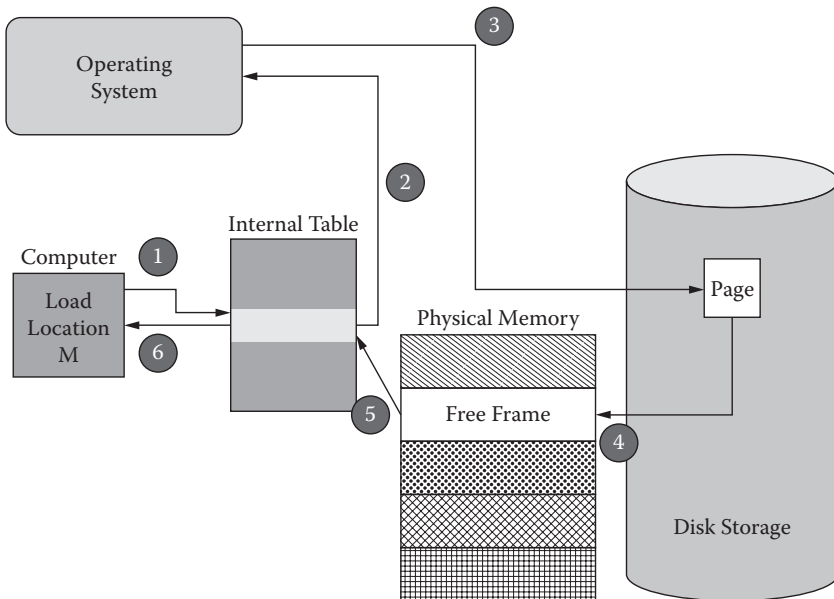 3
Operating
System
2
Internal Table
Computer
1
Load
Location
M
6
Page
Physical Memory
5
Free Frame
4
Disk Storage